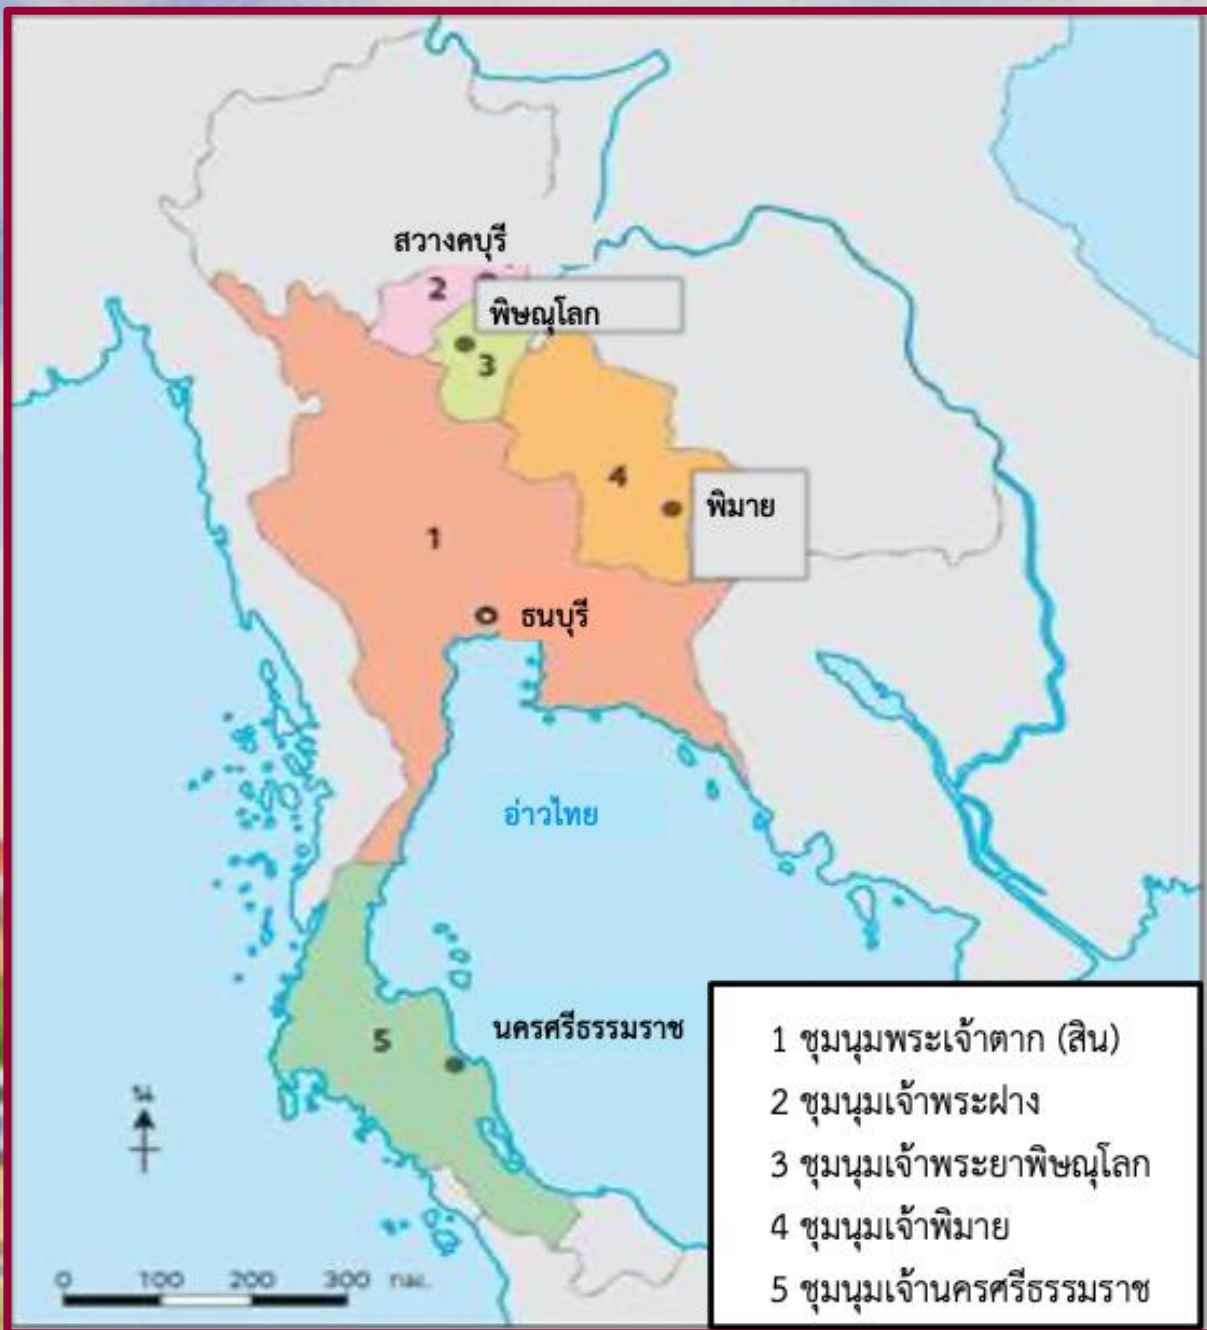 สวางคบุรี
2
พิษณุโลก
3
4
พิมาย
1
ธนบุรี
อ่าวไทย
นครศรีธรรมราช
5
น
0 100 200 300 กม.
1 ชุมนุมพระเจ้าตาก (สิน)
2 ชุมนุมเจ้าพระฝาง
3 ชุมนุมเจ้าพระยาพิษณุโลก
4 ชุมนุมเจ้าพิมาย
5 ชุมนุมเจ้านครศรีธรรมราช